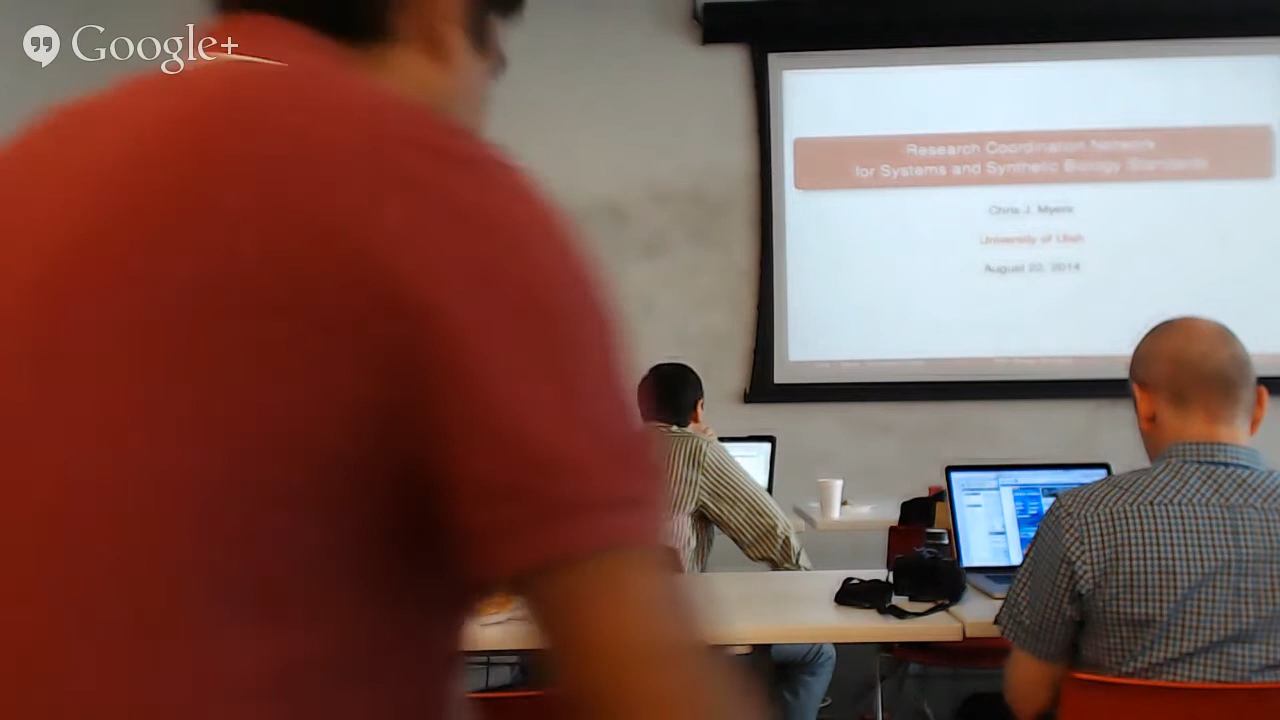 Google+
Research Coordination Network
for Systems and Synthetic Biology Standards
Chris J. Myers
University of Utah
August 22, 2014